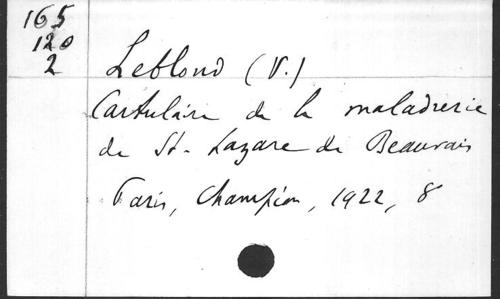 165
120
2
Leblond (V.)
Cartulaire de la maladrerie
de St-Lazare de Beauvais
Paris, Champion, 1922, 8